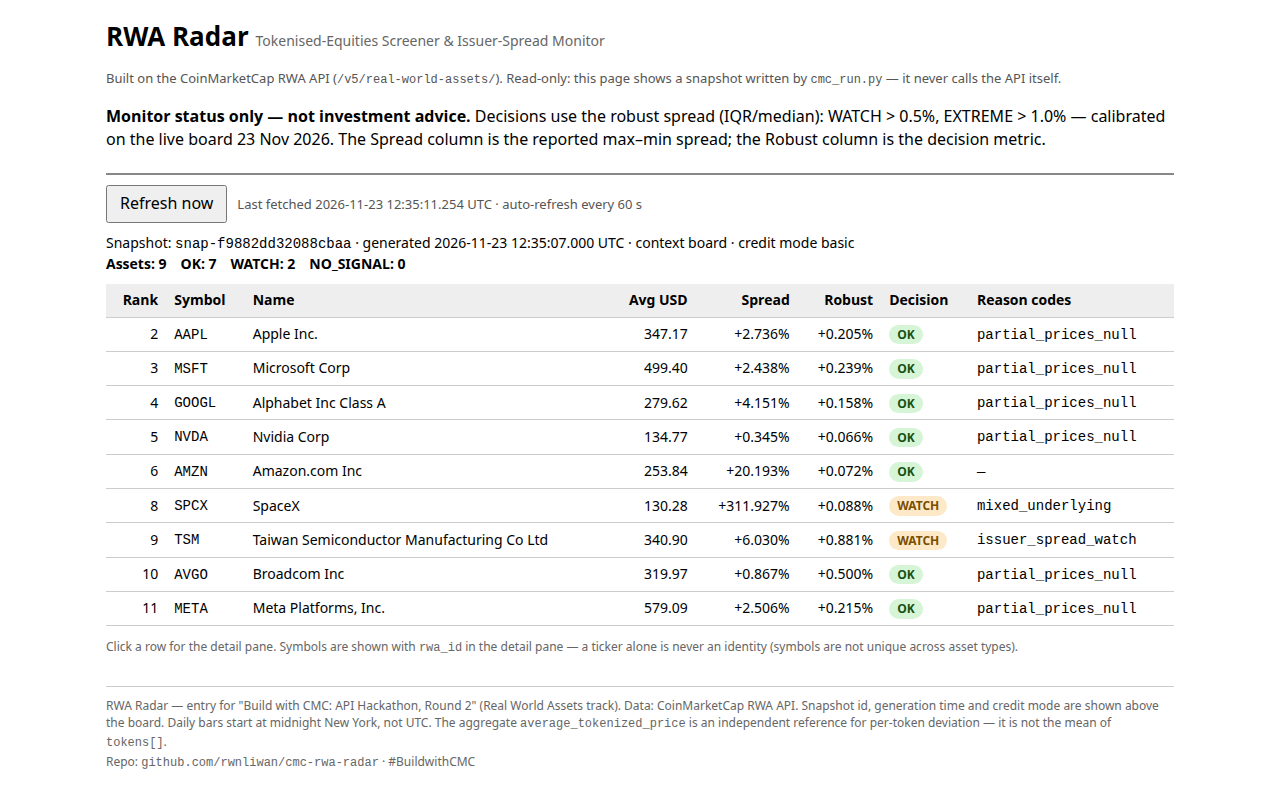 RWA Radar Tokenised-Equities Screener & Issuer-Spread Monitor
Built on the CoinMarketCap RWA API (/v5/real-world-assets/). Read-only: this page shows a snapshot written by cmc_run.py — it never calls the API itself.
Monitor status only — not investment advice. Decisions use the robust spread (IQR/median): WATCH > 0.5%, EXTREME > 1.0% — calibrated
on the live board 23 Nov 2026. The Spread column is the reported max–min spread; the Robust column is the decision metric.
Refresh now Last fetched 2026-11-23 12:35:11.254 UTC · auto-refresh every 60 s
Snapshot: snap-f9882dd32088cbaa · generated 2026-11-23 12:35:07.000 UTC · context board · credit mode basic
Assets: 9 OK: 7 WATCH: 2 NO_SIGNAL: 0
Rank Symbol Name Avg USD Spread Robust Decision Reason codes
2 AAPL Apple Inc. 347.17 +2.736% +0.205% OK partial_prices_null
3 MSFT Microsoft Corp 499.40 +2.438% +0.239% OK partial_prices_null
4 GOOGL Alphabet Inc Class A 279.62 +4.151% +0.158% OK partial_prices_null
5 NVDA Nvidia Corp 134.77 +0.345% +0.066% OK partial_prices_null
6 AMZN Amazon.com Inc 253.84 +20.193% +0.072% OK —
8 SPCX SpaceX 130.28 +311.927% +0.088% WATCH mixed_underlying
9 TSM Taiwan Semiconductor Manufacturing Co Ltd 340.90 +6.030% +0.881% WATCH issuer_spread_watch
10 AVGO Broadcom Inc 319.97 +0.867% +0.500% OK partial_prices_null
11 META Meta Platforms, Inc. 579.09 +2.506% +0.215% OK partial_prices_null
Click a row for the detail pane. Symbols are shown with rwa_id in the detail pane — a ticker alone is never an identity (symbols are not unique across asset types).
RWA Radar — entry for "Build with CMC: API Hackathon, Round 2" (Real World Assets track). Data: CoinMarketCap RWA API. Snapshot id, generation time and credit mode are shown above
the board. Daily bars start at midnight New York, not UTC. The aggregate average_tokenized_price is an independent reference for per-token deviation — it is not the mean of
tokens[].
Repo: github.com/rwnliwan/cmc-rwa-radar · #BuildwithCMC